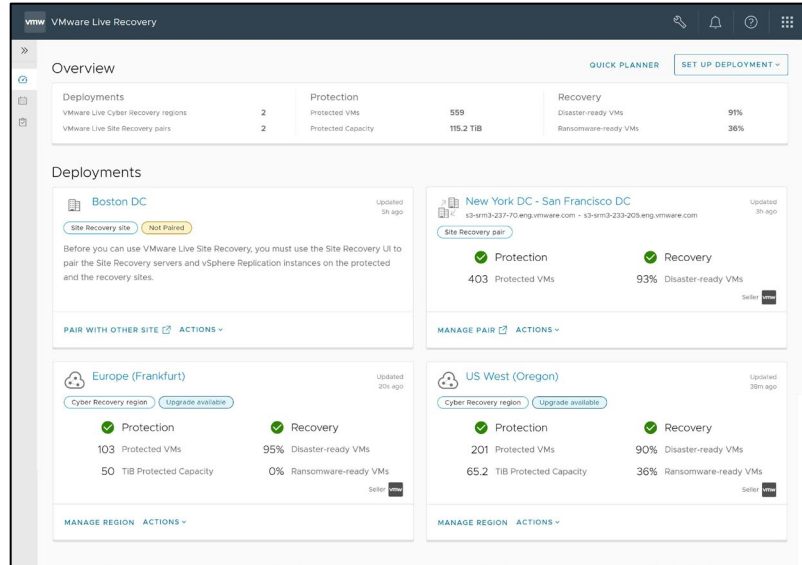 vmw VMware Live Recovery
Overview
QUICK PLANNER
SET UP DEPLOYMENT
Deployments
VMware Live Cyber Recovery regions 2
VMware Live Site Recovery pairs 2
Protection
Protected VMs 559
Protected Capacity 115.2 TiB
Recovery
Disaster-ready VMs 91%
Ransomware-ready VMs 36%
Deployments
Boston DC
Updated
5h ago
Site Recovery site Not Paired
Before you can use VMware Live Site Recovery, you must use the Site Recovery UI to
pair the Site Recovery servers and vSphere Replication instances on the protected
and the recovery sites.
PAIR WITH OTHER SITE ACTIONS
New York DC - San Francisco DC
s3-srm3-237-70.eng.vmware.com - s3-srm3-233-205.eng.vmware.com
Updated
3h ago
Site Recovery pair
Protection
403 Protected VMs
Recovery
93% Disaster-ready VMs
Seller vmw
MANAGE PAIR ACTIONS
Europe (Frankfurt)
Updated
20s ago
Cyber Recovery region Upgrade available
Protection
103 Protected VMs
50 TiB Protected Capacity
Recovery
95% Disaster-ready VMs
0% Ransomware-ready VMs
Seller vmw
MANAGE REGION ACTIONS
US West (Oregon)
Updated
38m ago
Cyber Recovery region Upgrade available
Protection
201 Protected VMs
65.2 TiB Protected Capacity
Recovery
90% Disaster-ready VMs
36% Ransomware-ready VMs
Seller vmw
MANAGE REGION ACTIONS